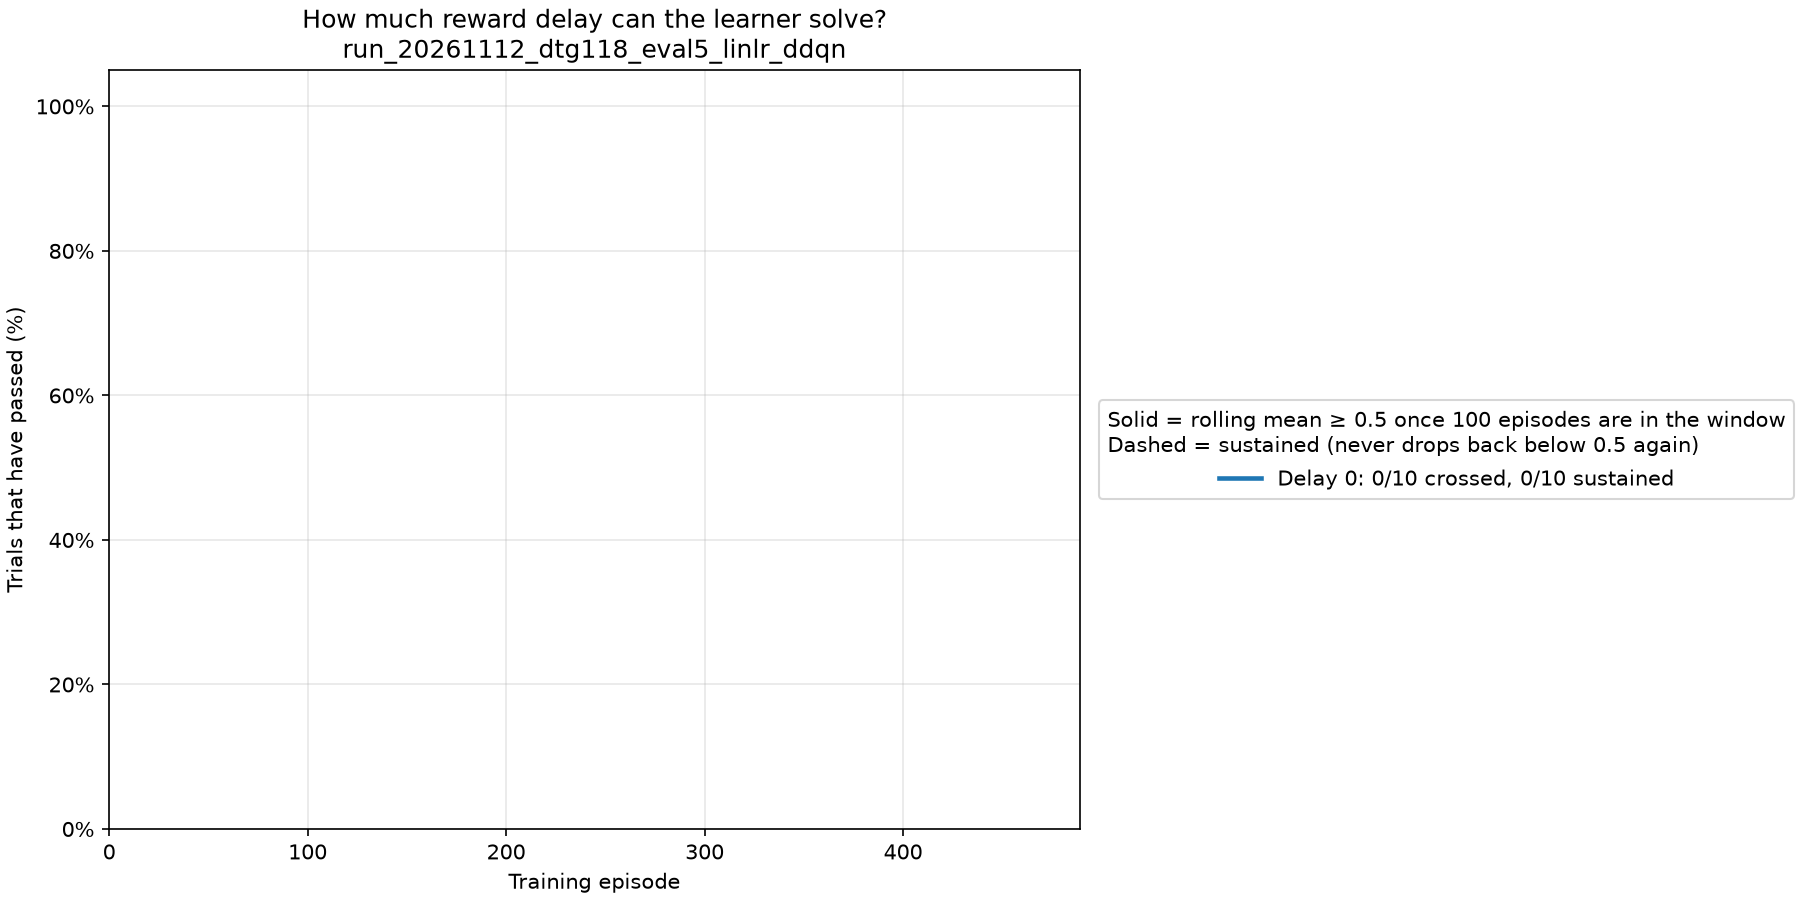 How much reward delay can the learner solve?
run_20261112_dtg118_eval5_linlr_ddqn
100%
80%
60%
40%
20%
0%
Trials that have passed (%)
0 100 200 300 400
Training episode
Solid = rolling mean ≥ 0.5 once 100 episodes are in the window
Dashed = sustained (never drops back below 0.5 again)
Delay 0: 0/10 crossed, 0/10 sustained